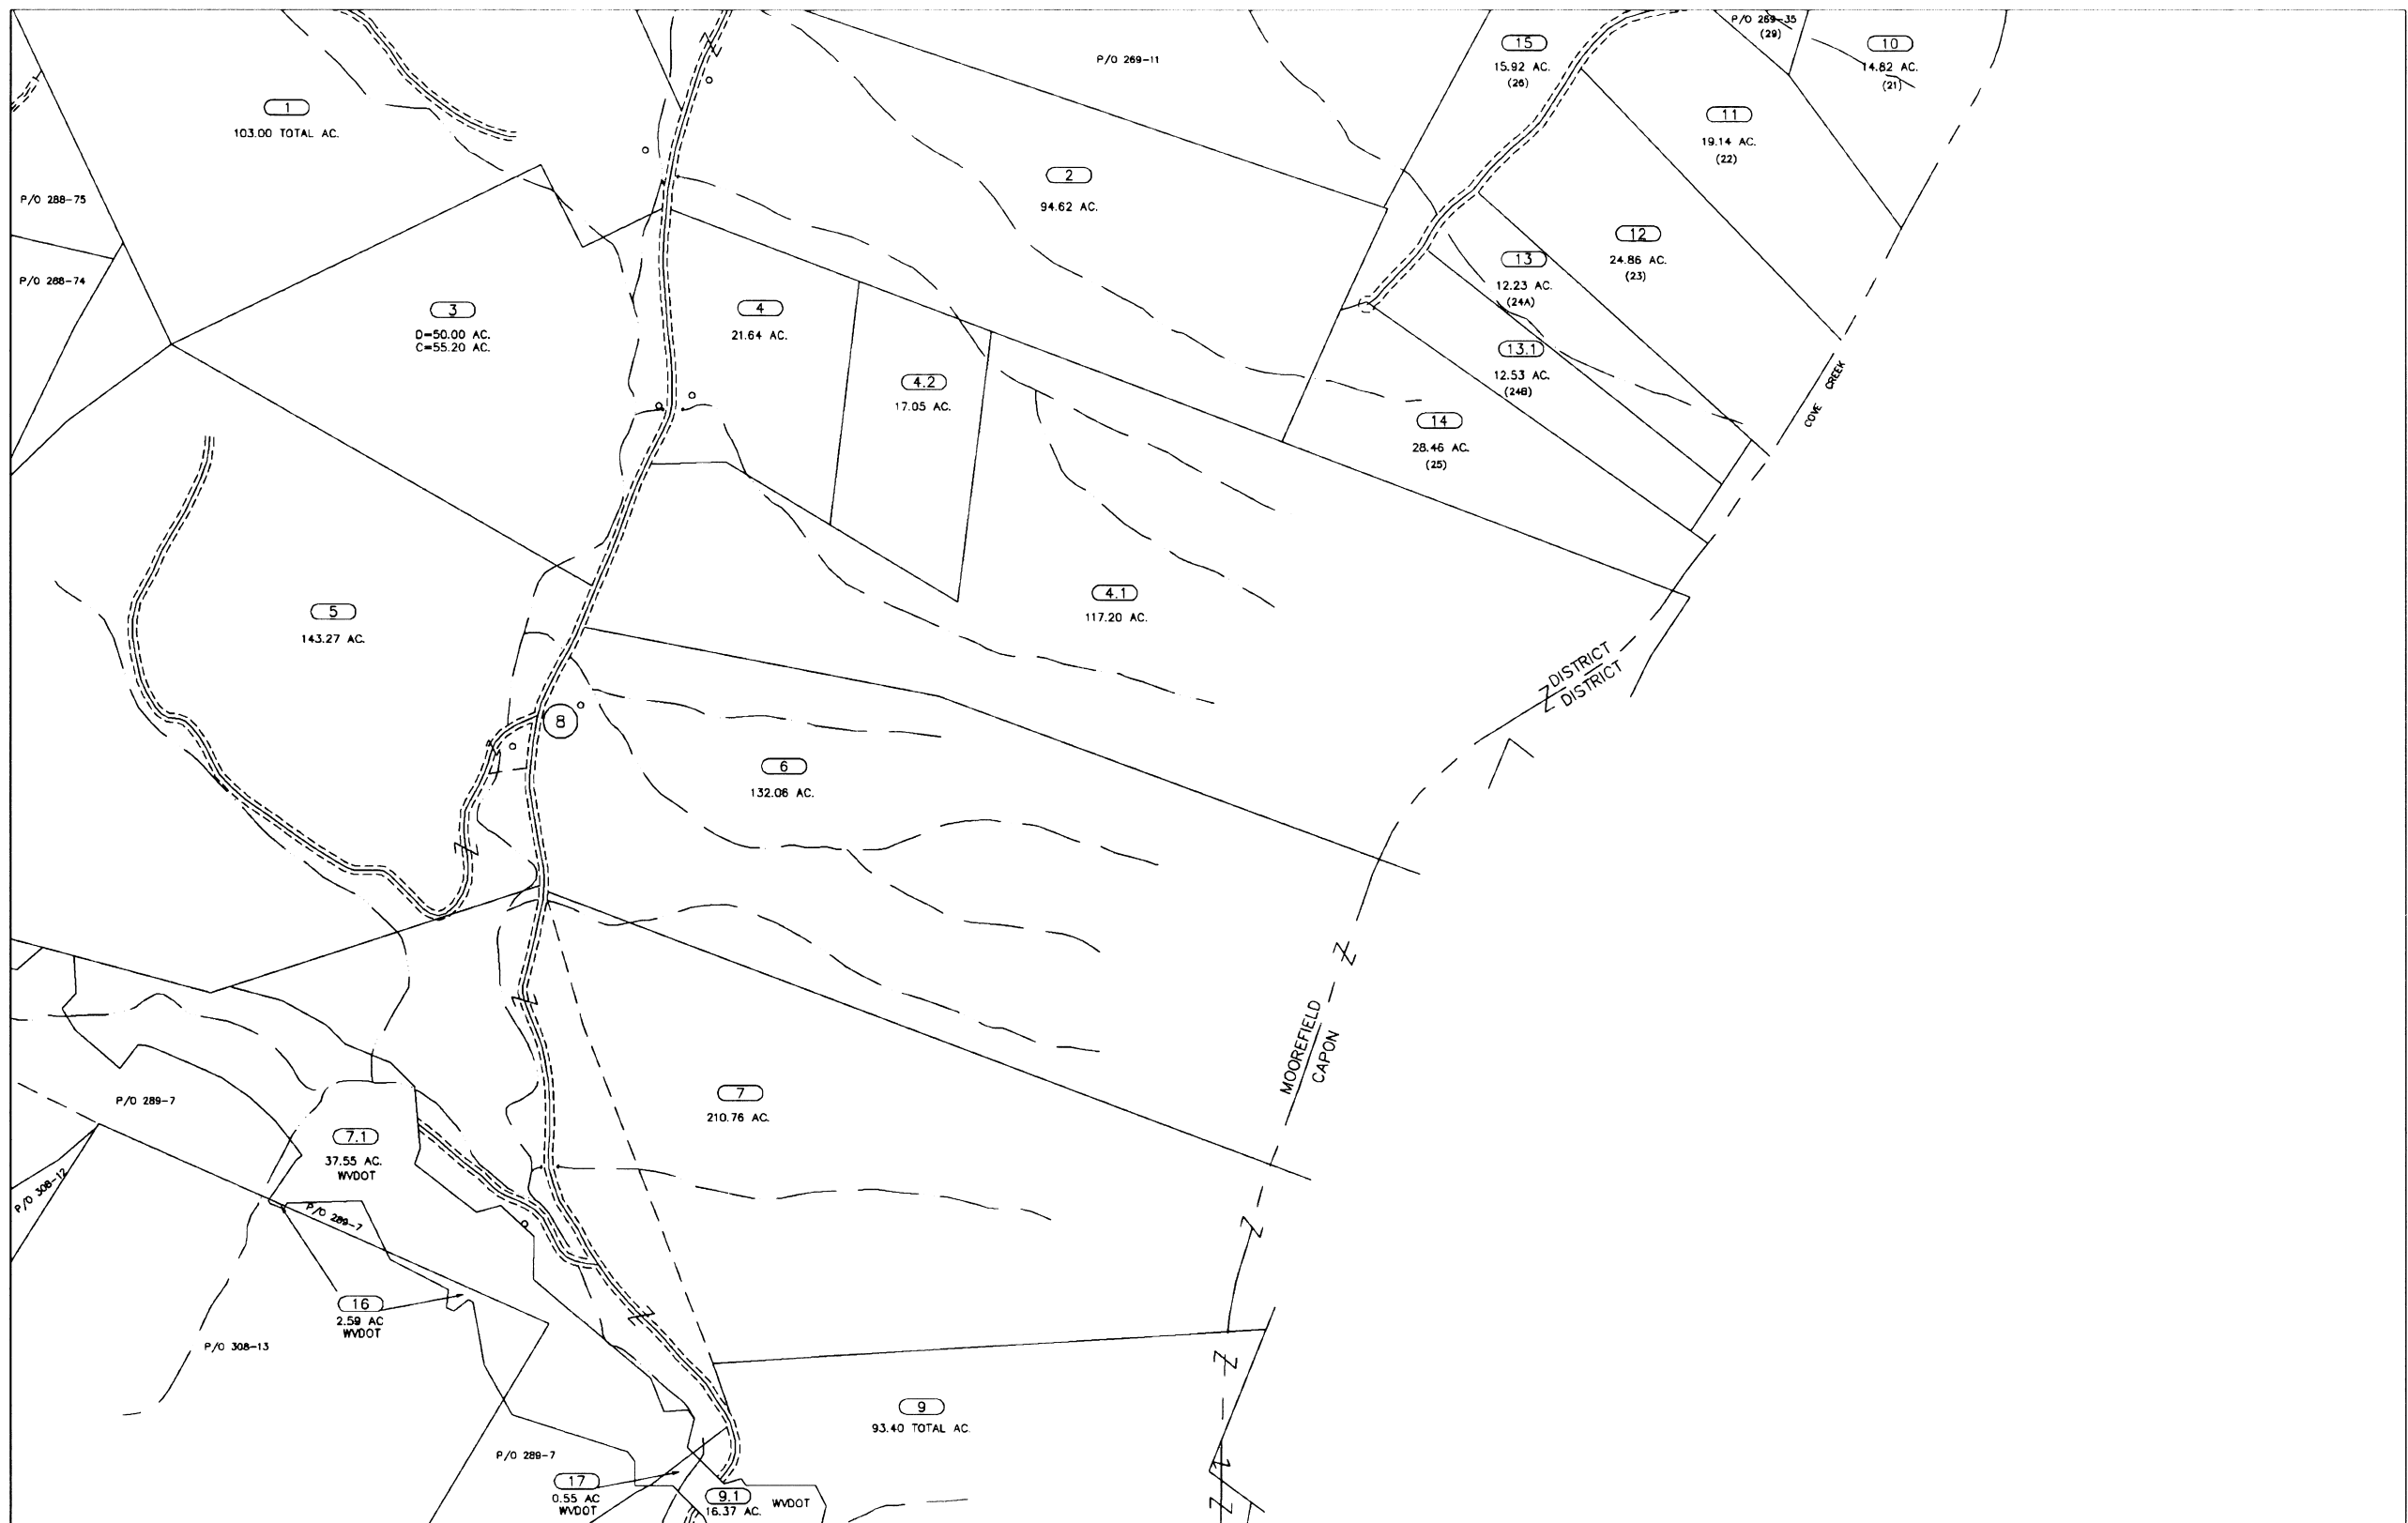 P/O 269-35
(29)
15
15.92 AC.
(26)
10
14.82 AC.
(21)
P/O 269-11
1
103.00 TOTAL AC.
11
19.14 AC.
(22)
2
94.62 AC.
P/O 288-75
12
24.86 AC.
(23)
13
12.23 AC.
(24A)
P/O 288-74
3
D=50.00 AC.
C=55.20 AC.
4
21.64 AC.
13.1
12.53 AC.
(24B)
4.2
17.05 AC.
COVE CREEK
14
28.46 AC.
(25)
4.1
117.20 AC.
5
143.27 AC.
DISTRICT
DISTRICT
8
6
132.06 AC.
MOOREFIELD
CAPON
7
210.76 AC.
P/O 289-7
7.1
37.55 AC.
WVDOT
P/O 308-12
P/O 289-7
16
2.59 AC
WVDOT
P/O 308-13
9
93.40 TOTAL AC.
P/O 289-7
17
0.55 AC
WVDOT
9.1
16.37 AC.
WVDOT